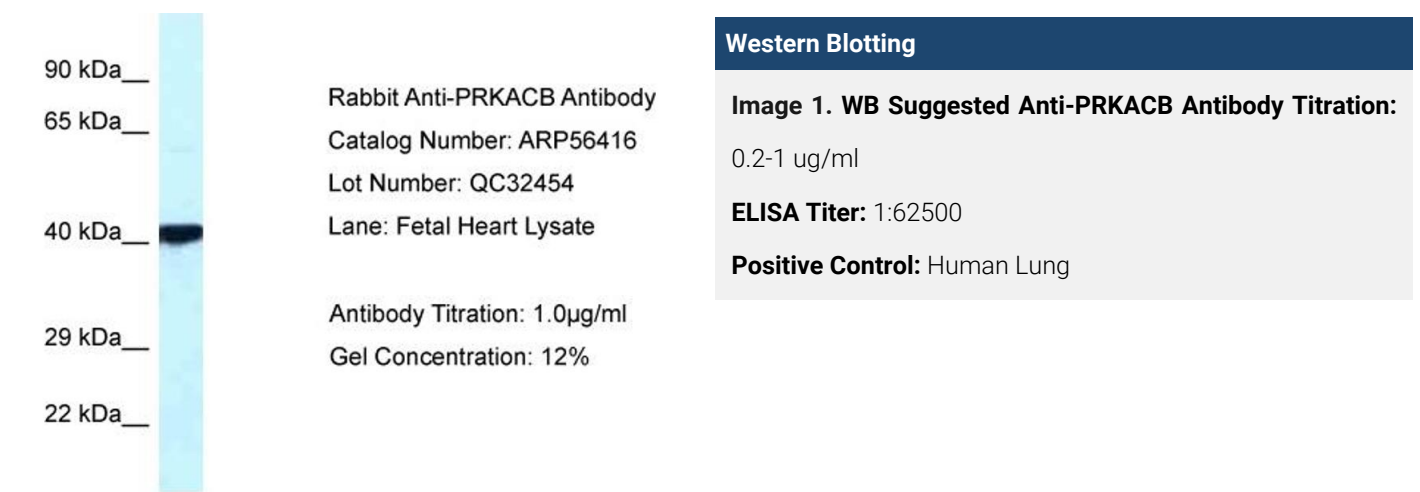 90 kDa__
65 kDa__
40 kDa__
29 kDa__
22 kDa__
Rabbit Anti-PRKACB Antibody
Catalog Number: ARP56416
Lot Number: QC32454
Lane: Fetal Heart Lysate
Antibody Titration: 1.0µg/ml
Gel Concentration: 12%
Western Blotting
Image 1. WB Suggested Anti-PRKACB Antibody Titration:
0.2-1 ug/ml
ELISA Titer: 1:62500
Positive Control: Human Lung